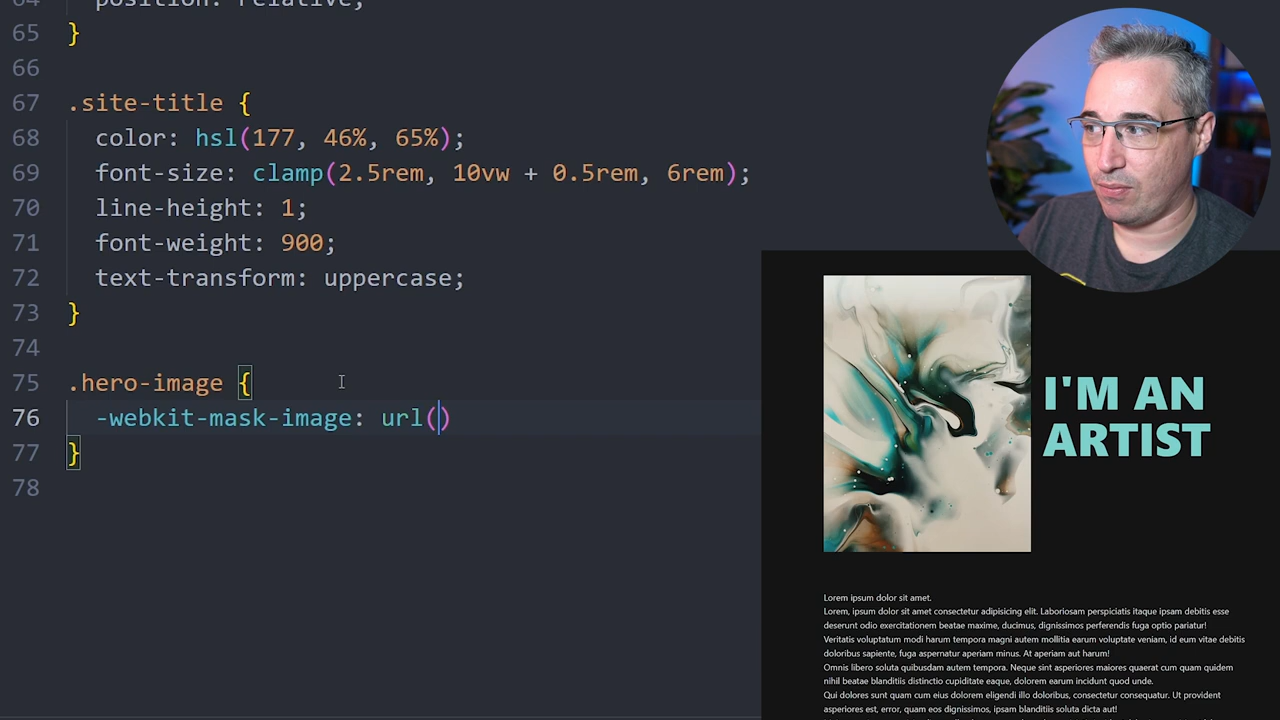 64 position: relative;
65 }
66
67 .site-title {
68 color: hsl(177, 46%, 65%);
69 font-size: clamp(2.5rem, 10vw + 0.5rem, 6rem);
70 line-height: 1;
71 font-weight: 900;
72 text-transform: uppercase;
73 }
74
75 .hero-image {
76 -webkit-mask-image: url()
77 }
78
I'M AN
ARTIST
Lorem ipsum dolor sit amet.
Lorem, ipsum dolor sit amet consectetur adipisicing elit. Laboriosam perspiciatis itaque ipsam debitis esse
deserunt odio exercitationem beatae maxime, ducimus, dignissimos perferendis fuga optio pariatur!
Veritatis voluptatum modi harum tempora magni autem mollitia earum voluptate veniam, id eum vitae debitis
doloribus sapiente, fuga aspernatur aperiam minus. At aperiam aut harum!
Omnis libero soluta quibusdam autem tempora. Neque sint asperiores maiores quaerat cum quam quidem
nihil beatae blanditiis distinctio cupiditate eaque, dolorem earum incidunt quod unde.
Qui dolores sunt quam cum eius dolorem eligendi illo doloribus, consectetur consequatur. Ut provident
asperiores est, error, quam eos dignissimos, ipsam blanditiis soluta dicta aut!